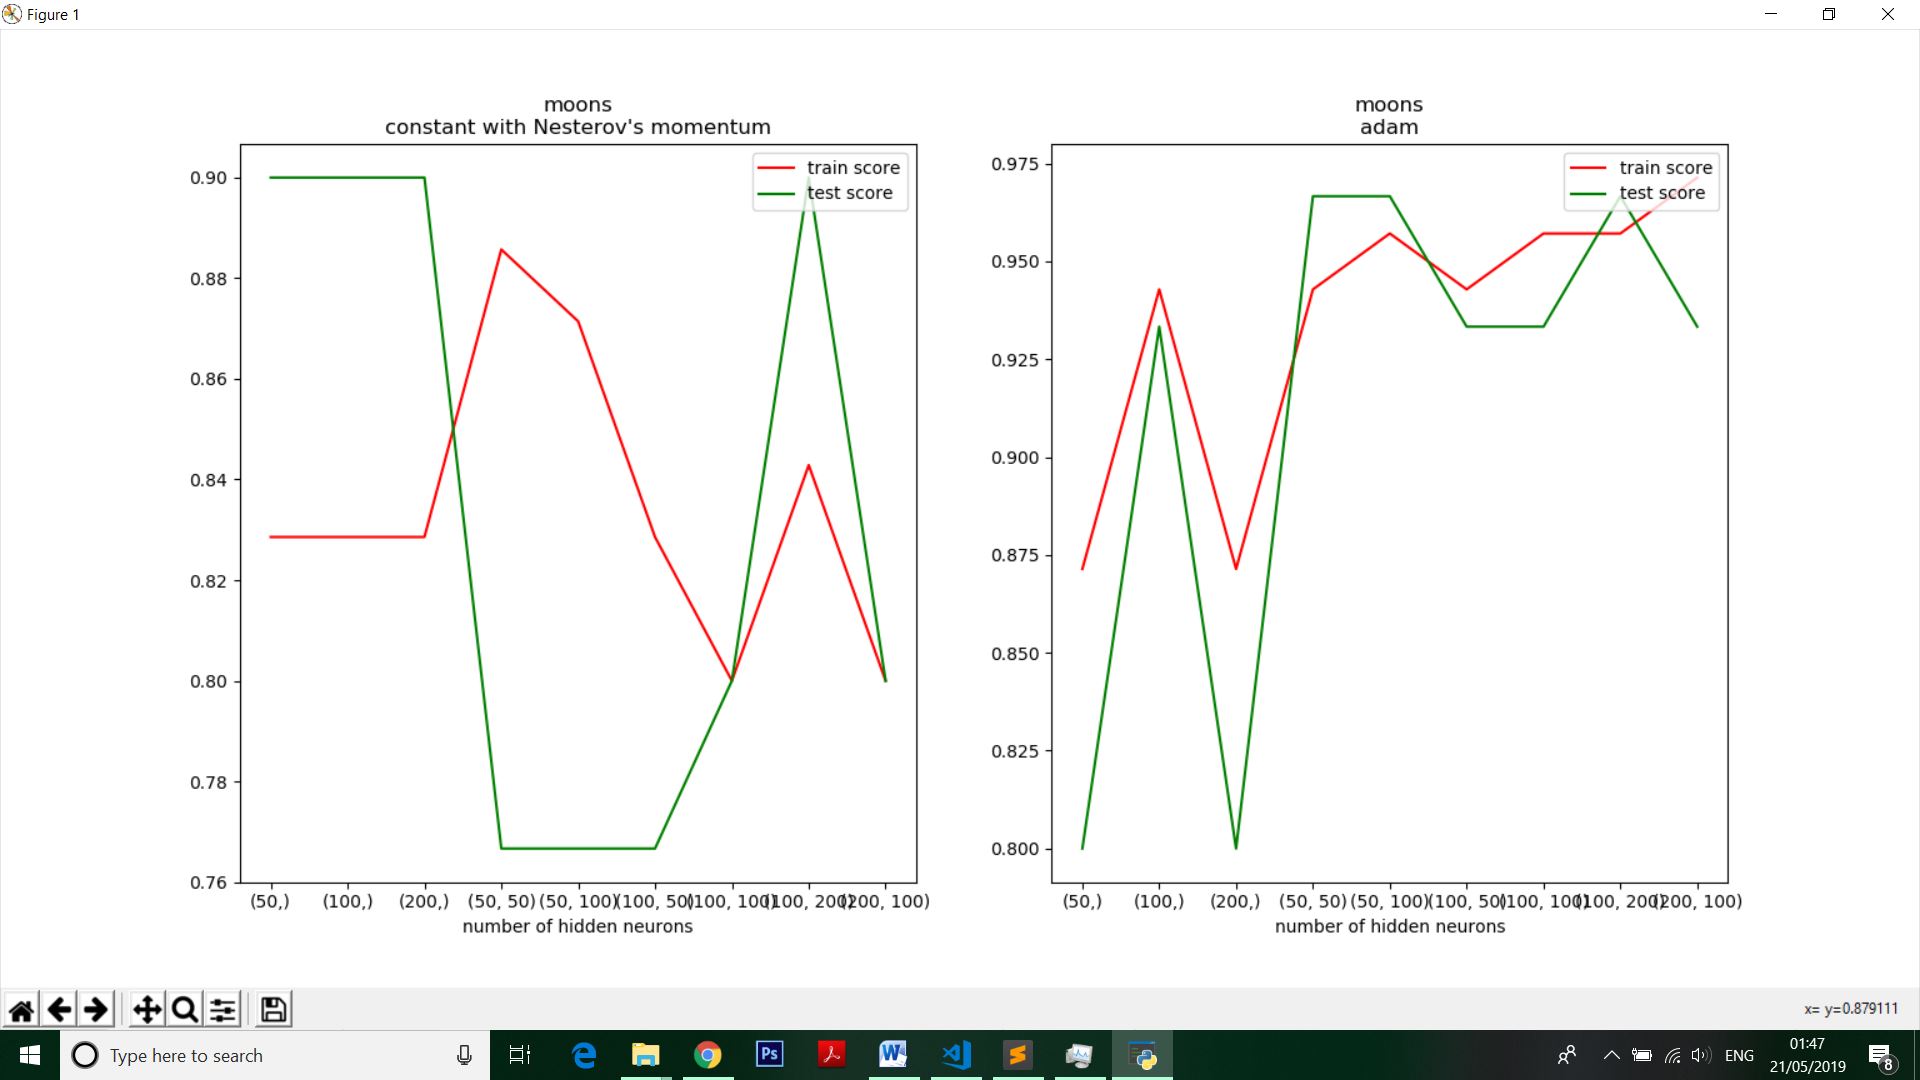 Figure 1
moons
constant with Nesterov's momentum
train score
test score
0.90
0.88
0.86
0.84
0.82
0.80
0.78
0.76
(50,) (100,) (200,) (50, 50) (50, 100) (100, 50) (100, 100) (100, 200) (200, 100)
number of hidden neurons
moons
adam
train score
test score
0.975
0.950
0.925
0.900
0.875
0.850
0.825
0.800
(50,) (100,) (200,) (50, 50) (50, 100) (100, 50) (100, 100) (100, 200) (200, 100)
number of hidden neurons
x= y=0.879111
Type here to search
Ps
ENG
01:47
21/05/2019
8